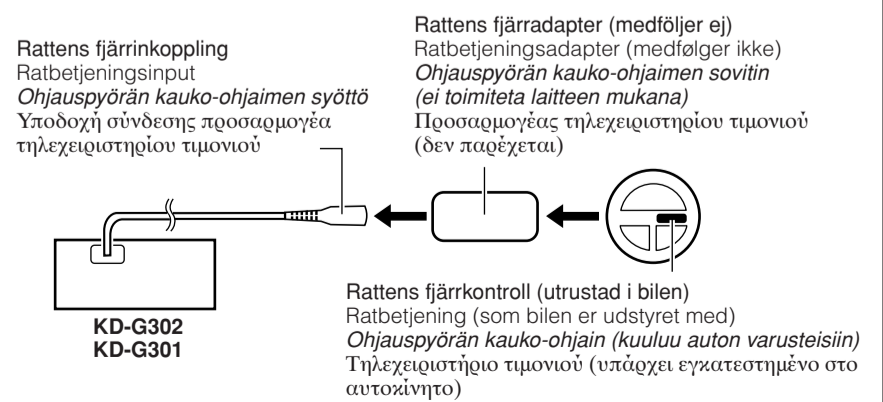 Rattens fjärrinkoppling
Ratbetjeningsinput
Ohjauspyörän kauko-ohjaimen syöttö
Υποδοχή σύνδεσης προσαρμογέα
τηλεχειριστηρίου τιμονιού
Rattens fjärradapter (medföljer ej)
Ratbetjeningsadapter (medfølger ikke)
Ohjauspyörän kauko-ohjaimen sovitin
(ei toimiteta laitteen mukana)
Προσαρμογέας τηλεχειριστηρίου τιμονιού
(δεν παρέχεται)
KD-G302
KD-G301
Rattens fjärrkontroll (utrustad i bilen)
Ratbetjening (som bilen er udstyret med)
Ohjauspyörän kauko-ohjain (kuuluu auton varusteisiin)
Τηλεχειριστήριο τιμονιού (υπάρχει εγκατεστημένο στο
αυτοκίνητο)